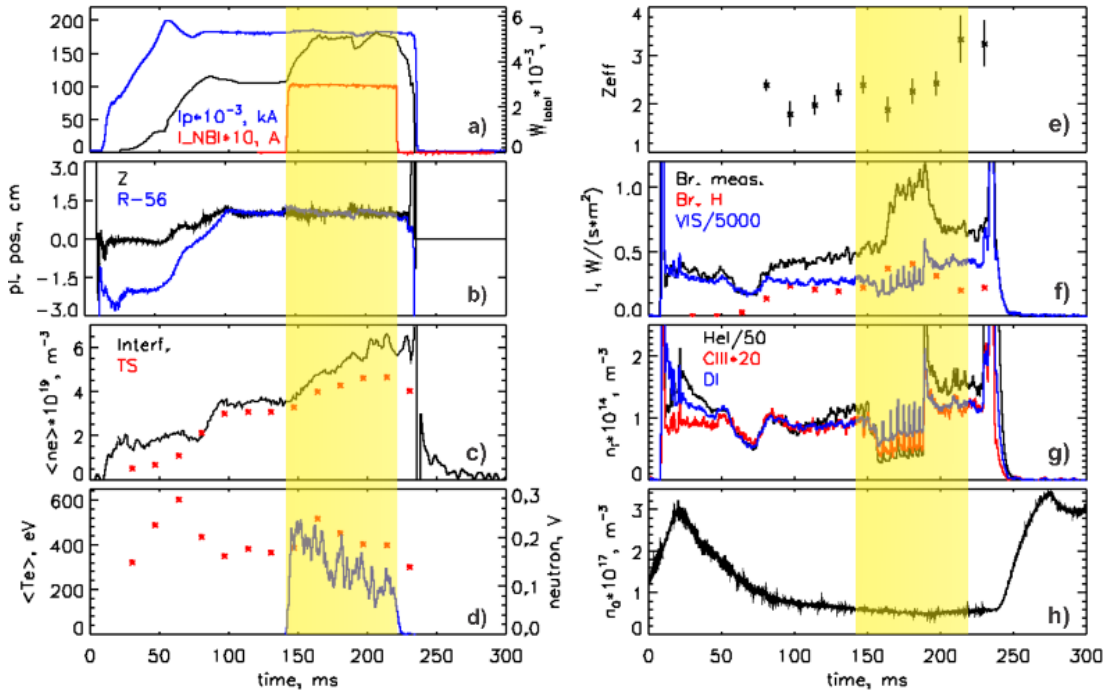 200
150
100
50
0
Ip*10⁻³, kA
I_NBI*10, A
6
4
2
0
W_total*10⁻³, J
a)
pl. pos., cm
3.0
1.5
0.0
-1.5
-3.0
Z
R-56
b)
<ne>*10¹⁹, m⁻³
6
4
2
0
Interf.
TS
c)
<Te>, eV
600
400
200
0
0,3
0,2
0,1
0,0
neutron, V
d)
0 50 100 150 200 250 300
time, ms
Zeff
4
3
2
1
e)
I, W/(s*m²)
1.0
0.5
0.0
Br. meas.
Br. H
VIS/5000
f)
n_r*10¹⁴, m⁻³
2
1
0
HeI/50
CIII*20
DI
g)
n₀*10¹⁷, m⁻³
3
2
1
0
h)
0 50 100 150 200 250 300
time, ms